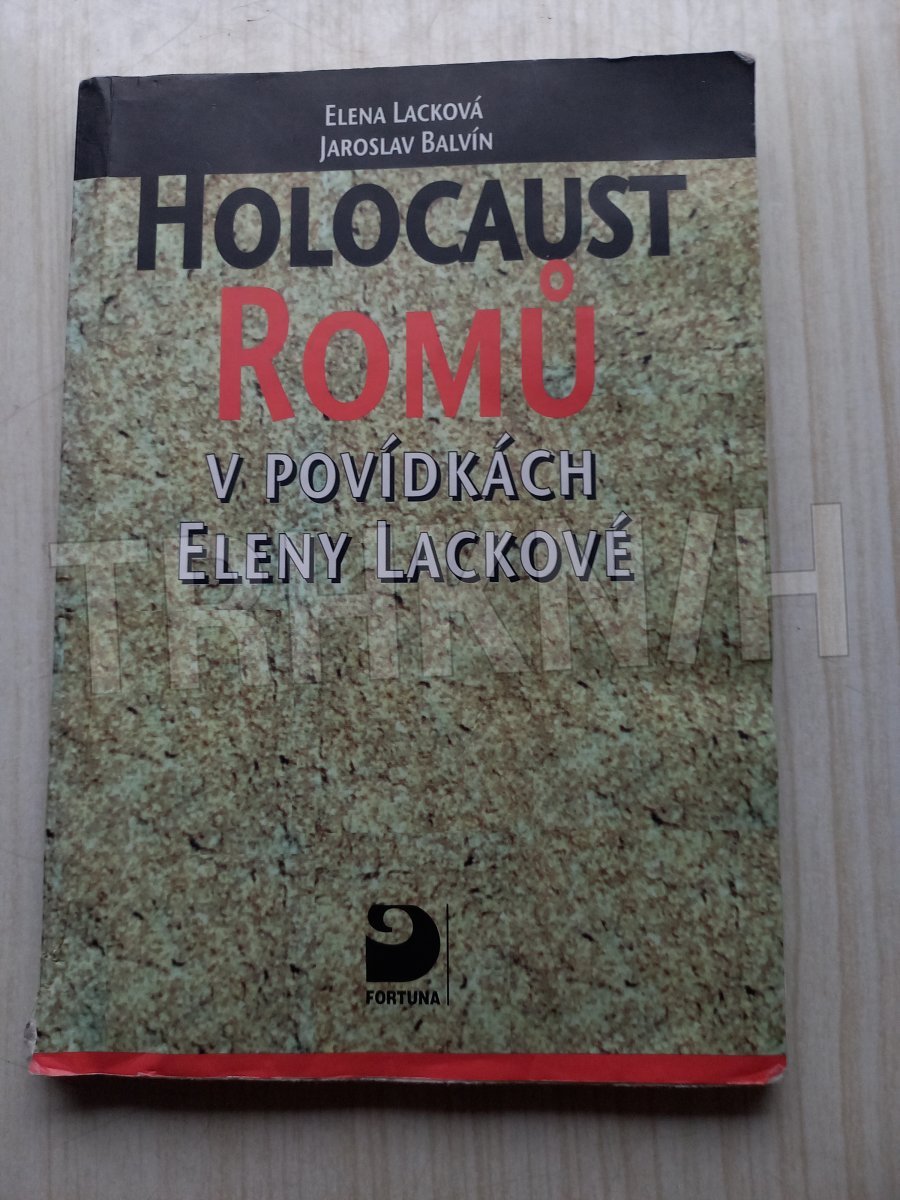 Elena Lacková
Jaroslav Balvín
Holocaust
Romů
v povídkách
Eleny Lackové
FORTUNA